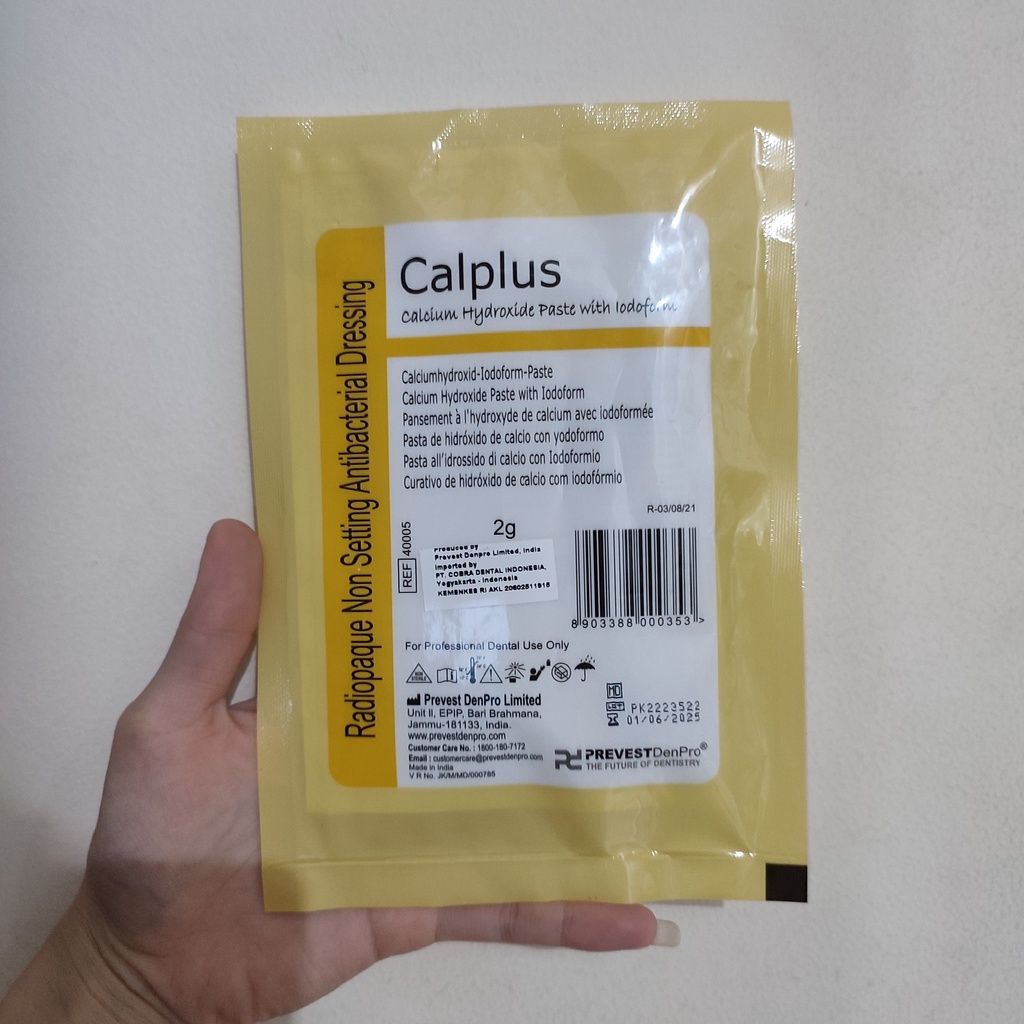 Calplus
Calcium Hydroxide Paste with Iodoform
Radiopaque Non Setting Antibacterial Dressing
Calciumhydroxid-Iodoform-Paste
Calcium Hydroxide Paste with Iodoform
Pansement à l'hydroxyde de calcium avec iodoformée
Pasta de hidróxido de calcio con yodoformo
Pasta all'idrossido di calcio con Iodoformio
Curativo de hidróxido de calcio com iodofórmio
R-03/08/21
2g
REF 40005
Produced by
Prevest Denpro Limited, India
Imported by
PT. COBRA DENTAL INDONESIA,
Yogyakarta - Indonesia
KEMENKES RI AKL 20602811915
8 903388 000353 >
For Professional Dental Use Only
NON STERILE
Prevest DenPro Limited
Unit II, EPIP, Bari Brahmana,
Jammu-181133, India.
www.prevestdenpro.com
Customer Care No. : 1800-180-7172
Email : customercare@prevestdenpro.com
Made in India
V R No. JK/M/MD/000785
MD
LOT PK2223522
01/06/2025
PREVESTDenPro®
THE FUTURE OF DENTISTRY